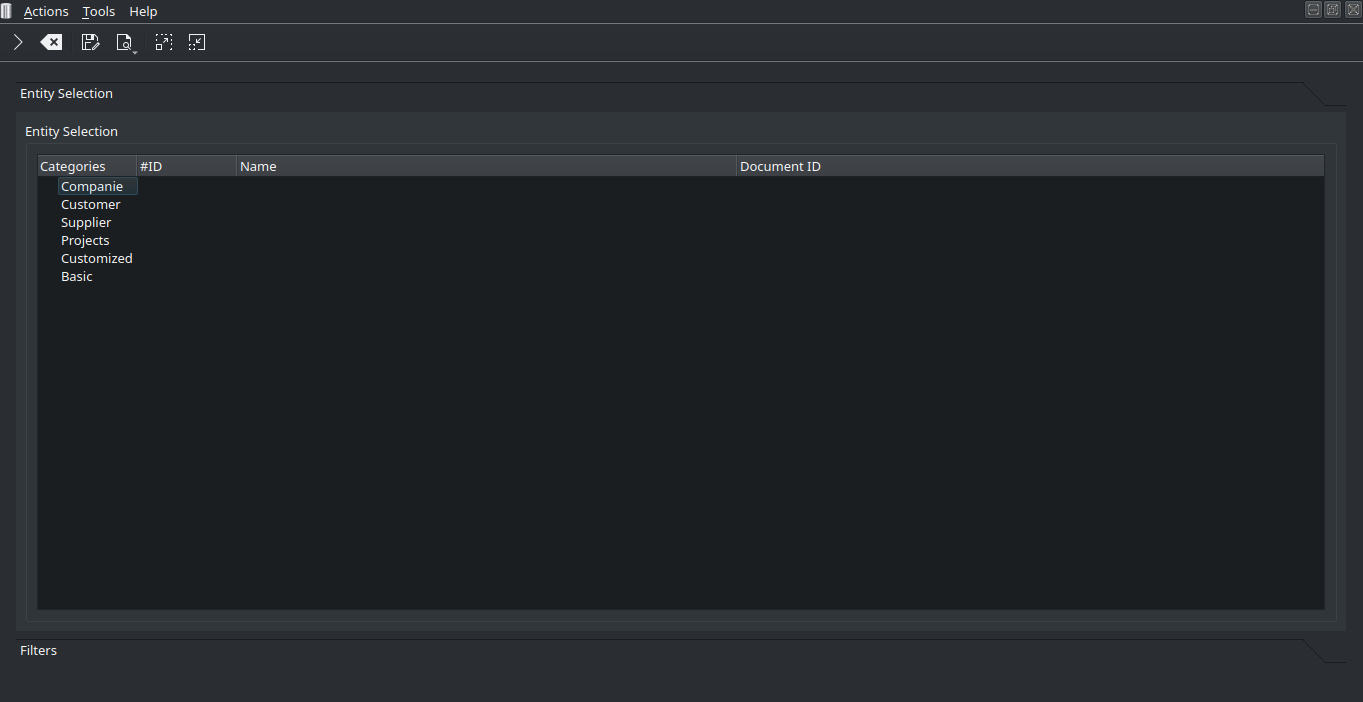 Actions Tools Help
Entity Selection
Entity Selection
Categories #ID Name Document ID
Companie
Customer
Supplier
Projects
Customized
Basic
Filters